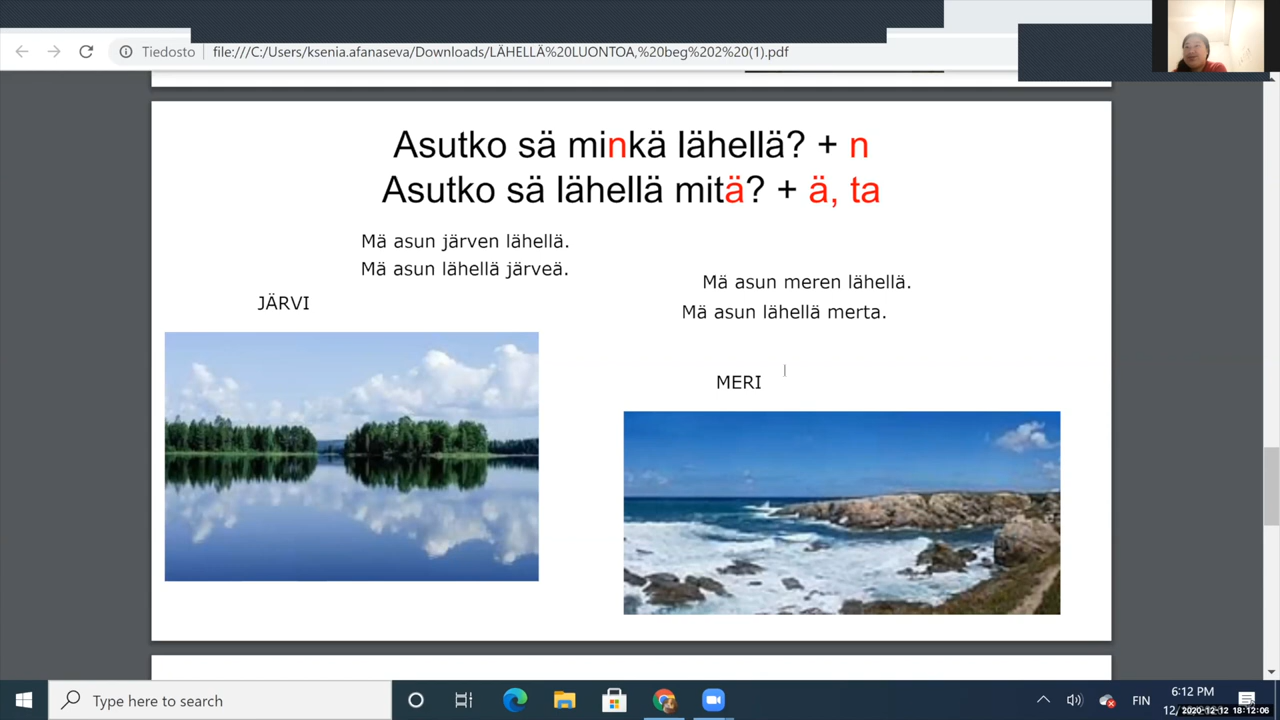 Tiedosto
file:///C:/Users/ksenia.afanaseva/Downloads/LÄHELLÄ%20LUONTOA,%20beg%202%20(1).pdf
Asutko sä minkä lähellä? + n
Asutko sä lähellä mitä? + ä, ta
Mä asun järven lähellä.
Mä asun lähellä järveä.
JÄRVI
Mä asun meren lähellä.
Mä asun lähellä merta.
MERI
Type here to search
FIN
6:12 PM
12/
2020-12-12 18:12:06